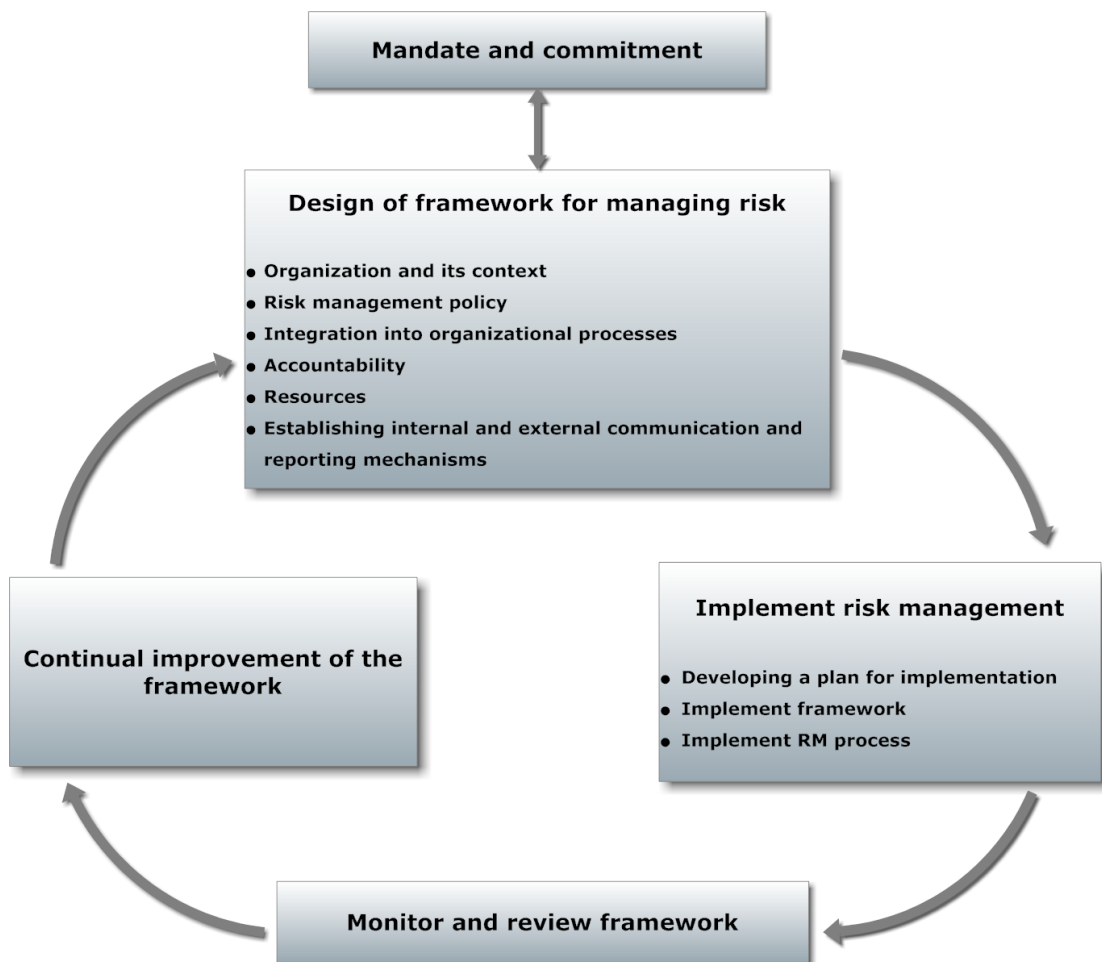 Mandate and commitment
Design of framework for managing risk
● Organization and its context
● Risk management policy
● Integration into organizational processes
● Accountability
● Resources
● Establishing internal and external communication and
reporting mechanisms
Implement risk management
● Developing a plan for implementation
● Implement framework
● Implement RM process
Continual improvement of the
framework
Monitor and review framework